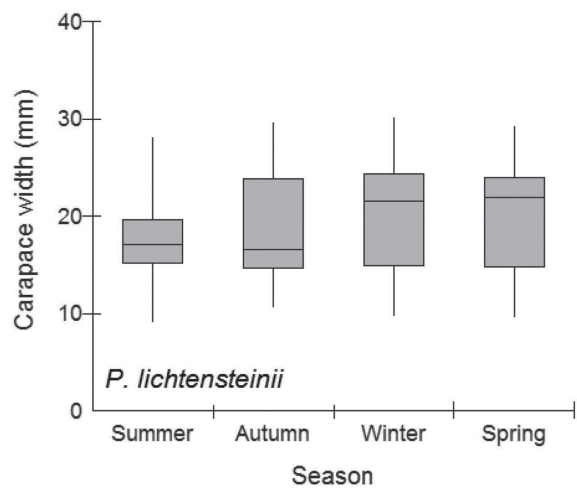 40
30
20
10
0
Carapace width (mm)
P. lichtensteinii
Summer Autumn Winter Spring
Season